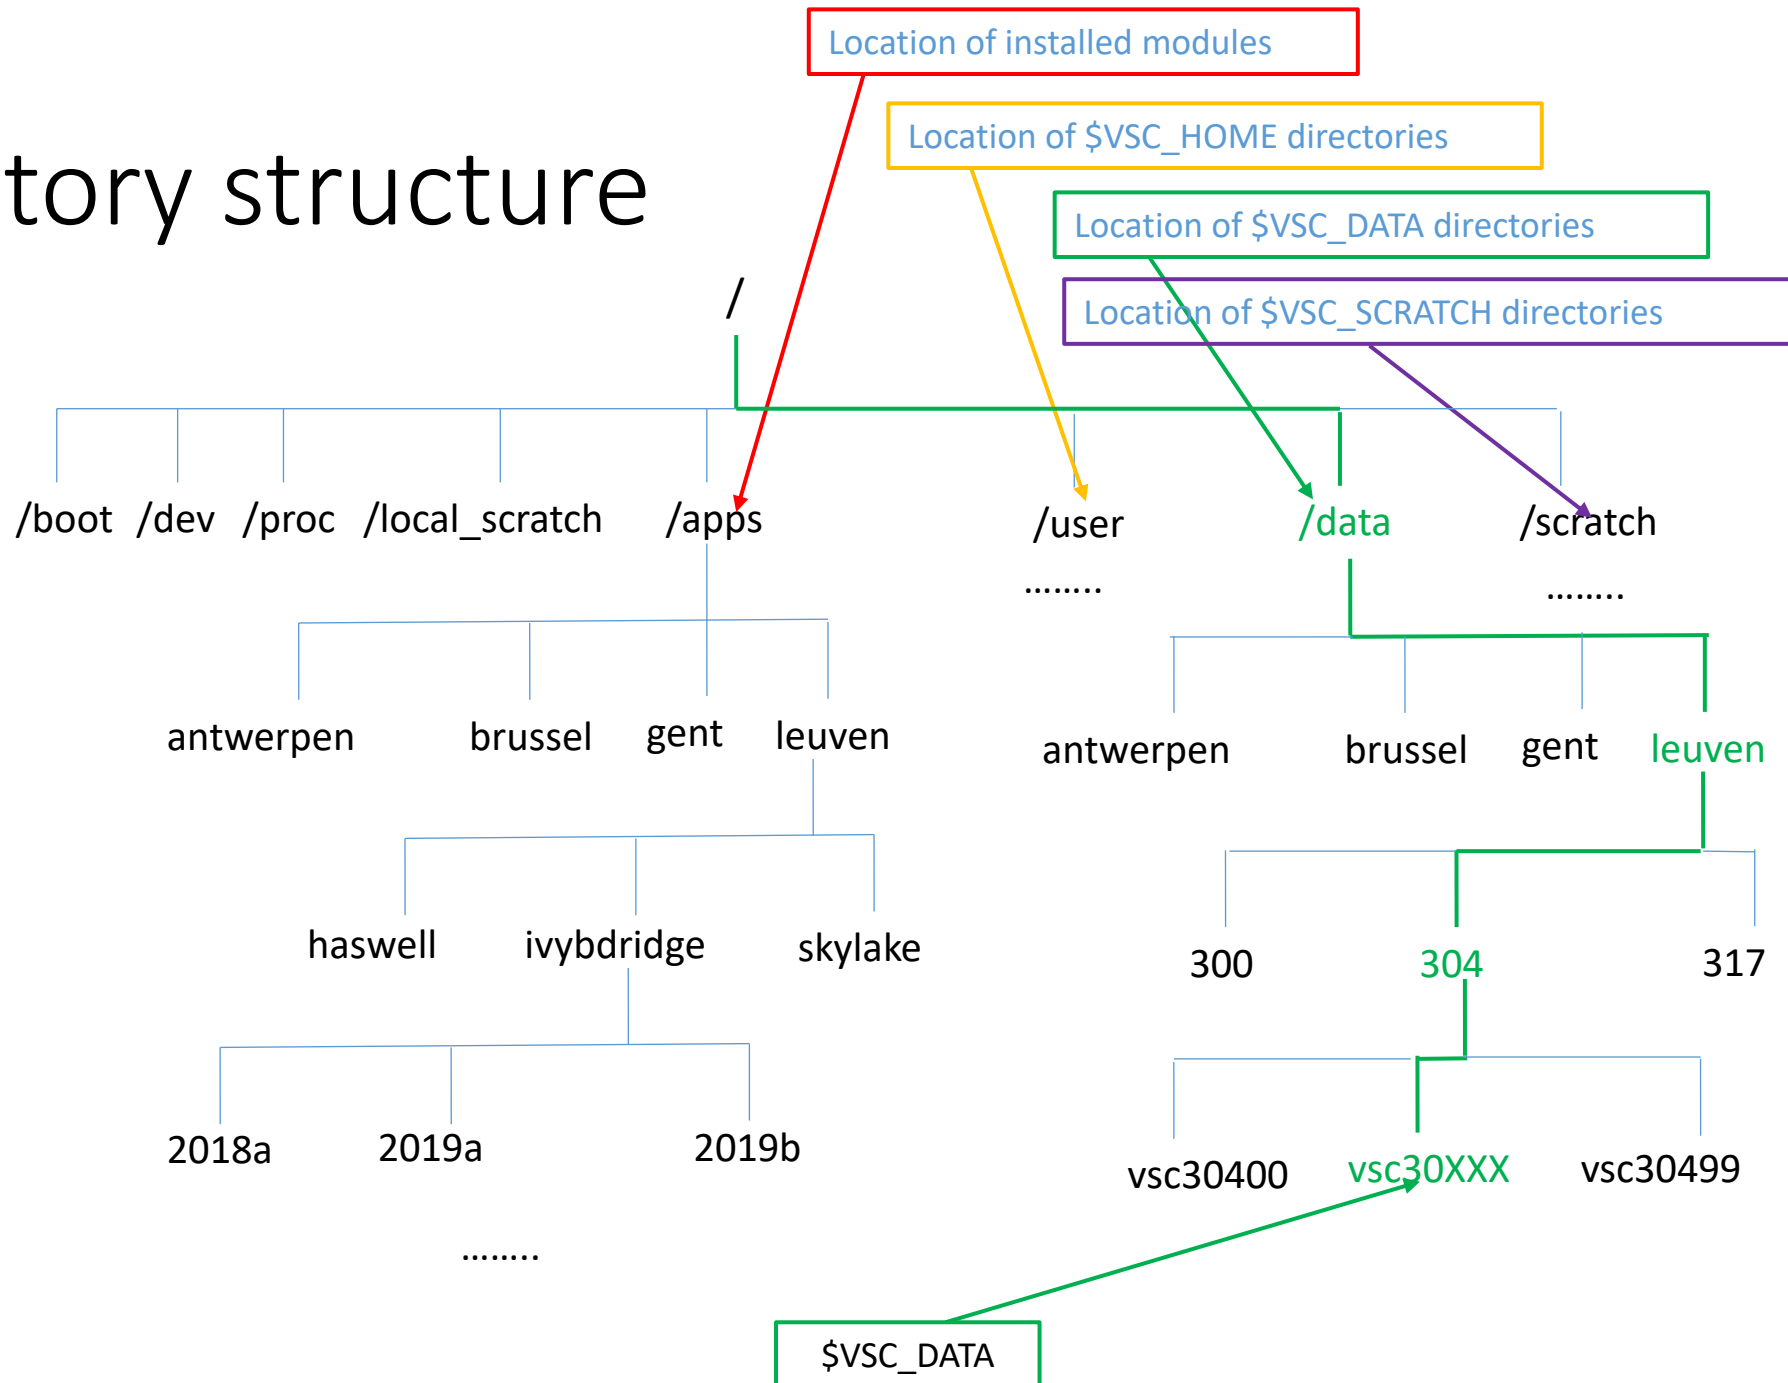 Location of installed modules
Location of $VSC_HOME directories
tory structure
Location of $VSC_DATA directories
/
Location of $VSC_SCRATCH directories
/boot /dev /proc /local_scratch /apps /user /data /scratch
........ ........
antwerpen brussel gent leuven antwerpen brussel gent leuven
haswell ivybdridge skylake 300 304 317
2018a 2019a 2019b vsc30400 vsc30XXX vsc30499
........
$VSC_DATA